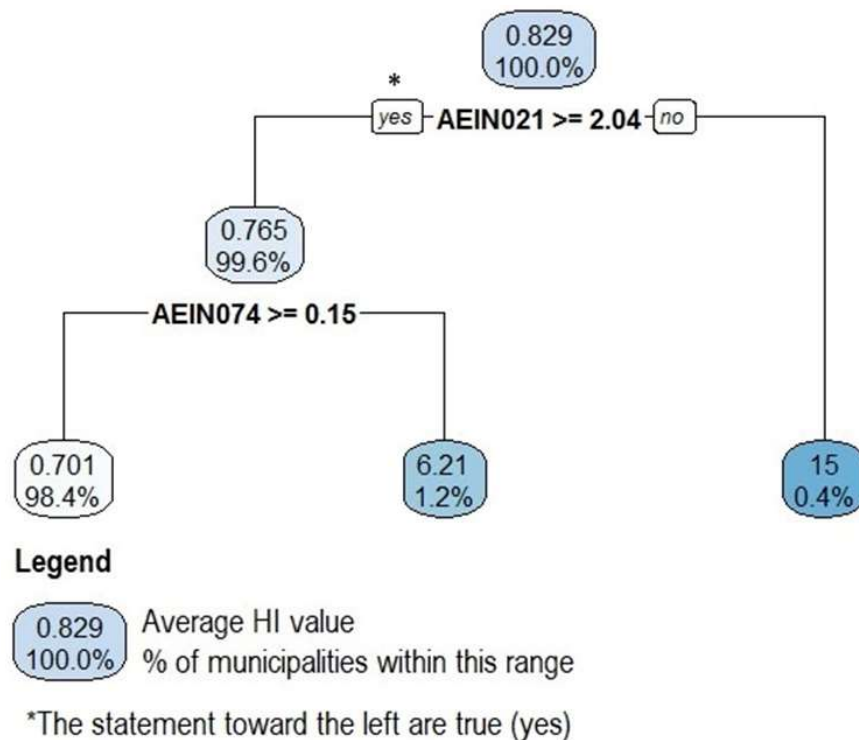 0.829
100.0%
*
yes AEIN021 >= 2.04 no
0.765
99.6%
AEIN074 >= 0.15
0.701
98.4%
6.21
1.2%
15
0.4%
Legend
0.829
100.0%
Average HI value
% of municipalities within this range
*The statement toward the left are true (yes)